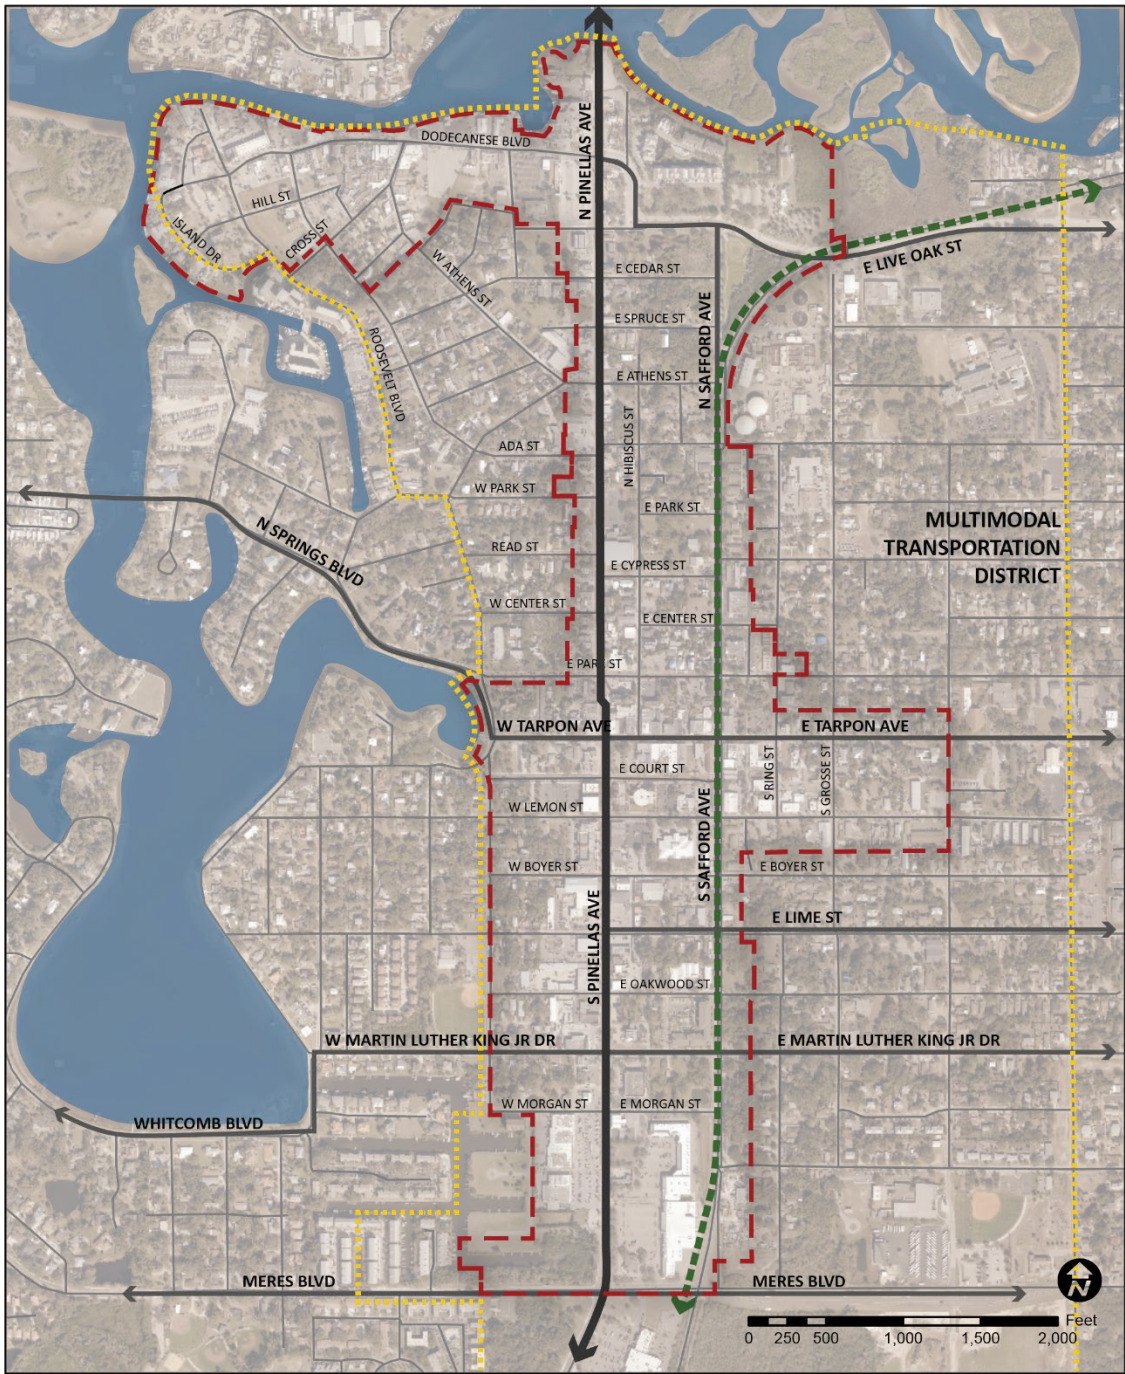 N PINELLAS AVE
DODECANESE BLVD
HILL ST
ISLAND DR
CROSS ST
W ATHENS ST
E CEDAR ST
E LIVE OAK ST
E SPRUCE ST
N SAFFORD AVE
ROOSEVELT BLVD
E ATHENS ST
N HIBISCUS ST
ADA ST
W PARK ST
E PARK ST
N SPRINGS BLVD
MULTIMODAL
TRANSPORTATION
DISTRICT
READ ST
E CYPRESS ST
W CENTER ST
E CENTER ST
E PARK ST
W TARPON AVE
E TARPON AVE
E COURT ST
S RING ST
S GROSSE ST
W LEMON ST
S SAFFORD AVE
W BOYER ST
E BOYER ST
E LIME ST
S PINELLAS AVE
E OAKWOOD ST
W MARTIN LUTHER KING JR DR
E MARTIN LUTHER KING JR DR
W MORGAN ST
E MORGAN ST
WHITCOMB BLVD
MERES BLVD
MERES BLVD
N
Feet
0 250 500 1,000 1,500 2,000